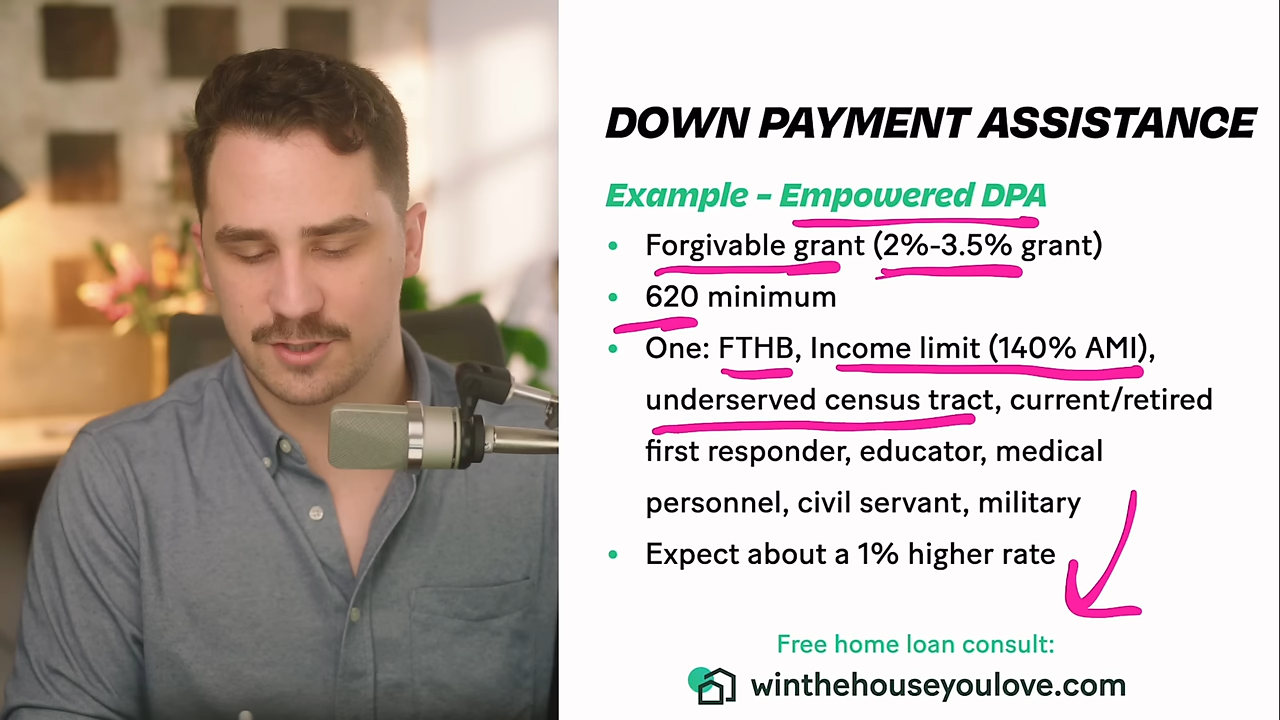 DOWN PAYMENT ASSISTANCE
Example - Empowered DPA
• Forgivable grant (2%-3.5% grant)
• 620 minimum
• One: FTHB, Income limit (140% AMI),
underserved census tract, current/retired
first responder, educator, medical
personnel, civil servant, military
• Expect about a 1% higher rate
Free home loan consult:
winthehouseyoulove.com